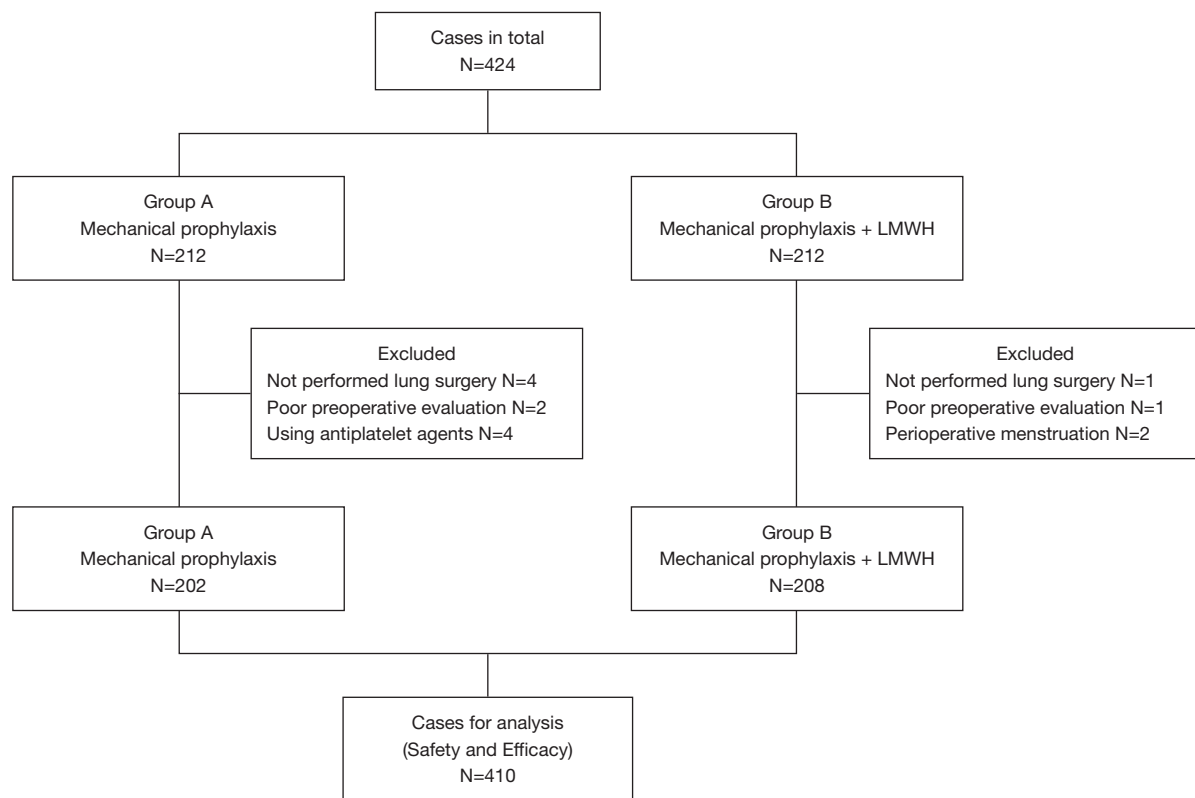 Cases in total
N=424
Group A
Mechanical prophylaxis
N=212
Group B
Mechanical prophylaxis + LMWH
N=212
Excluded
Not performed lung surgery N=4
Poor preoperative evaluation N=2
Using antiplatelet agents N=4
Excluded
Not performed lung surgery N=1
Poor preoperative evaluation N=1
Perioperative menstruation N=2
Group A
Mechanical prophylaxis
N=202
Group B
Mechanical prophylaxis + LMWH
N=208
Cases for analysis
(Safety and Efficacy)
N=410